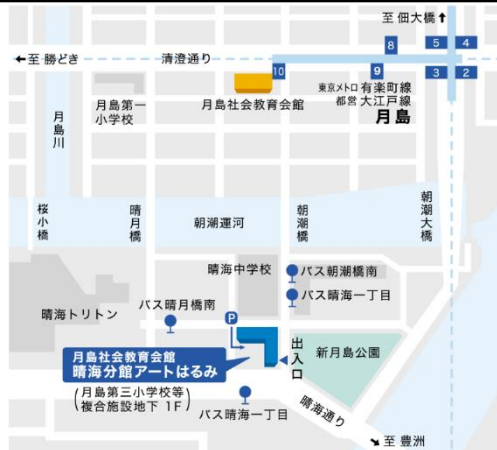 至 佃大橋↑
8
5
4
←至 勝どき
清澄通り
10
9
3
2
東京メトロ 有楽町線
都営 大江戸線
月島
月島第一
小学校
月島社会教育会館
月島川
桜小橋
晴月橋
朝潮運河
朝潮橋
朝潮大橋
晴海中学校
バス朝潮橋南
バス晴海一丁目
晴海トリトン
バス晴月橋南
P
出入口
新月島公園
月島社会教育会館
晴海分館アートはるみ
(月島第三小学校等
複合施設地下 1F)
バス晴海一丁目
晴海通り
↘至 豊洲